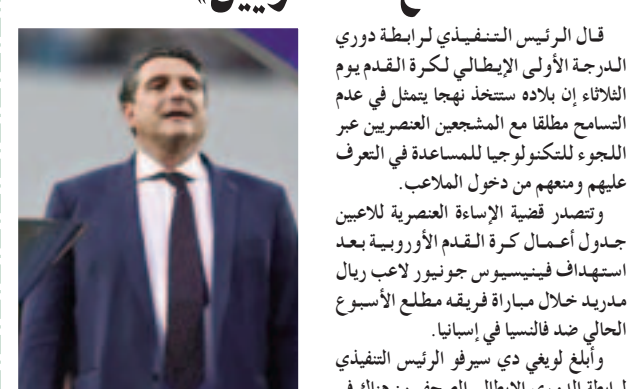 قال الرئيس التنفيذي لرابطة دوري
الدرجة الأولى الإيطالي لكرة القدم يوم
الثلاثاء إن بلاده ستتخذ نهجا يتمثل في عدم
التسامح مطلقا مع المشجعين العنصريين عبر
اللجوء للتكنولوجيا للمساعدة في التعرف
عليهم ومنعهم من دخول الملاعب.
وتتصدر قضية الإساءة العنصرية للاعبين
جدول أعمال كرة القدم الأوروبية بعد
استهداف فينيسيوس جونيور لاعب ريال
مدريد خلال مباراة فريقه مطلع الأسبوع
الحالي ضد فالنسيا في إسبانيا.
وأبلغ لويغي دي سيرفو الرئيس التنفيذي